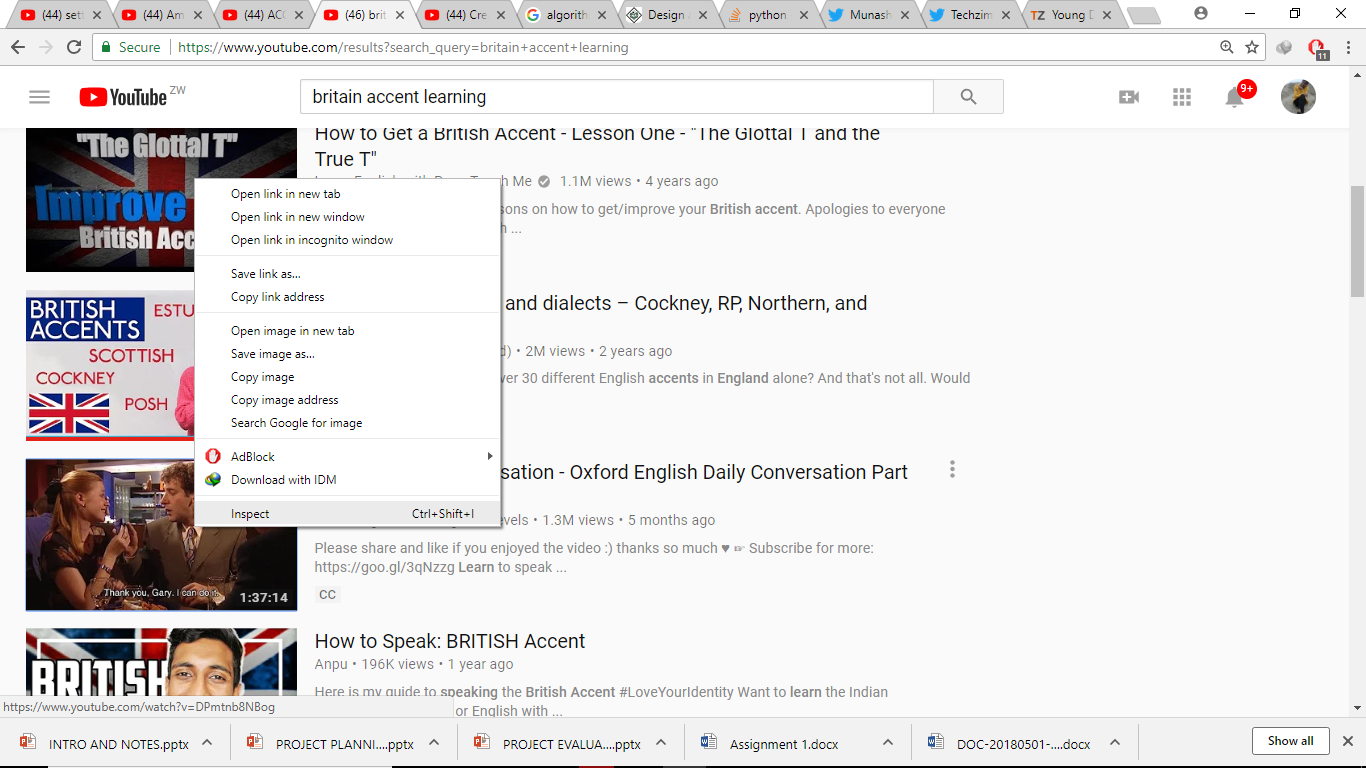 (44) sett
(44) Am
(44) ACC
(46) brit
(44) Cre
algorith
Design
python
Munash
Techzim
TZ Young D
Secure
https://www.youtube.com/results?search_query=britain+accent+learning
11
YouTube ZW
britain accent learning
9+
"The Glottal T"
Improve
British Acc
How to Get a British Accent - Lesson One - "The Glottal T and the
True T"
Me 1.1M views • 4 years ago
sons on how to get/improve your British accent. Apologies to everyone
...
Open link in new tab
Open link in new window
Open link in incognito window
Save link as...
Copy link address
Open image in new tab
Save image as...
Copy image
Copy image address
Search Google for image
AdBlock
Download with IDM
Inspect Ctrl+Shift+I
BRITISH
ACCENTS
ESTU
SCOTTISH
COCKNEY
POSH
and dialects – Cockney, RP, Northern, and
d) • 2M views • 2 years ago
ver 30 different English accents in England alone? And that's not all. Would
Thank you, Gary. I can do it.
1:37:14
sation - Oxford English Daily Conversation Part
evels • 1.3M views • 5 months ago
Please share and like if you enjoyed the video :) thanks so much ♥ ☞ Subscribe for more:
https://goo.gl/3qNzzg Learn to speak ...
CC
BRITISH
How to Speak: BRITISH Accent
Anpu • 196K views • 1 year ago
Here is my guide to speaking the British Accent #LoveYourIdentity Want to learn the Indian
or English with ...
https://www.youtube.com/watch?v=DPmtnb8NBog
INTRO AND NOTES.pptx
PROJECT PLANNI....pptx
PROJECT EVALUA....pptx
Assignment 1.docx
DOC-20180501-....docx
Show all